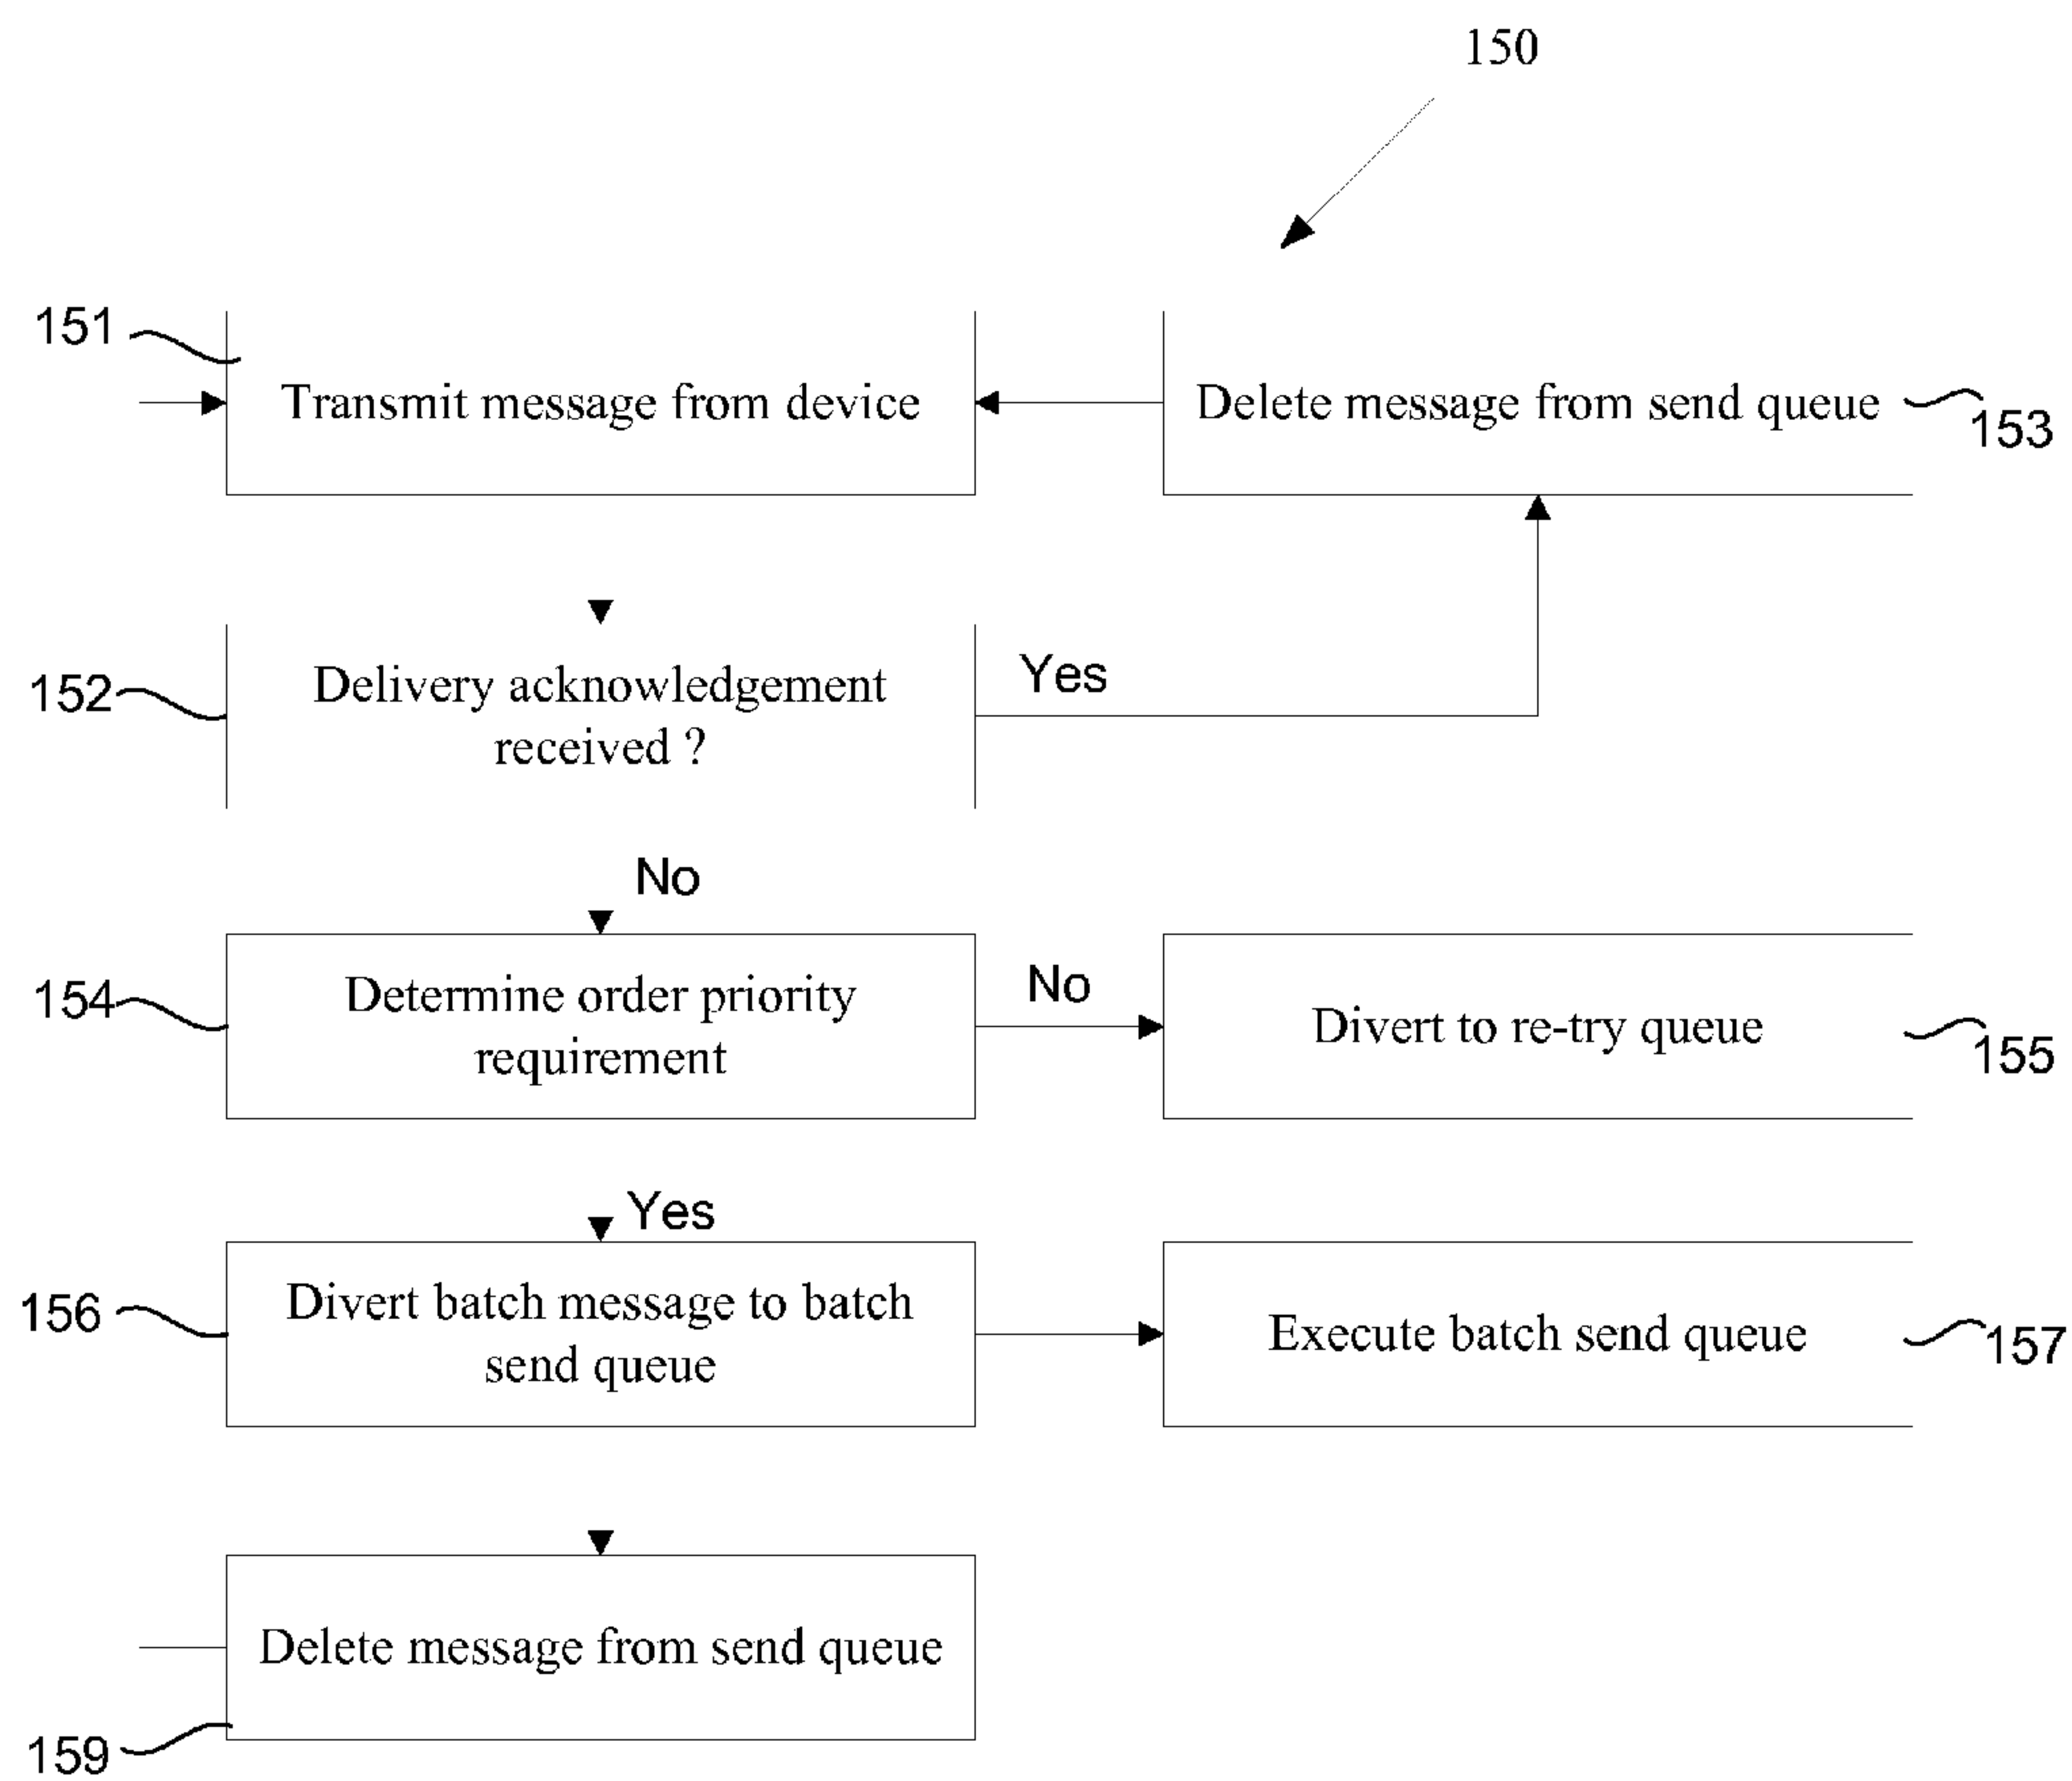 150
151
Transmit message from device
Delete message from send queue
153
152
Delivery acknowledgement
received ?
Yes
No
154
Determine order priority
requirement
No
Divert to re-try queue
155
Yes
156
Divert batch message to batch
send queue
Execute batch send queue
157
Delete message from send queue
159